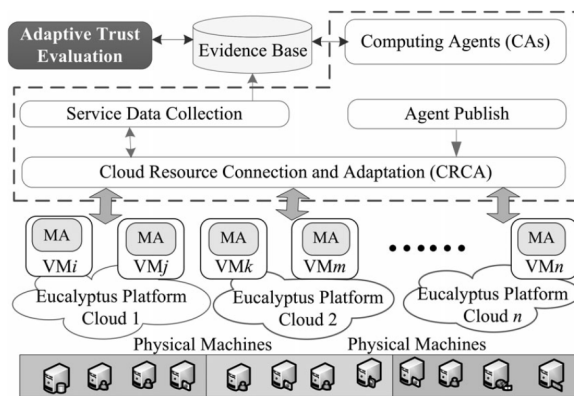 Adaptive Trust
Evaluation
Evidence Base
Computing Agents (CAs)
Service Data Collection
Agent Publish
Cloud Resource Connection and Adaptation (CRCA)
MA
MA
MA
MA
MA
VMi
VMj
VMk
VMm
VMn
Eucalyptus Platform
Cloud 1
Eucalyptus Platform
Cloud 2
Eucalyptus Platform
Cloud n
Physical Machines
Physical Machines